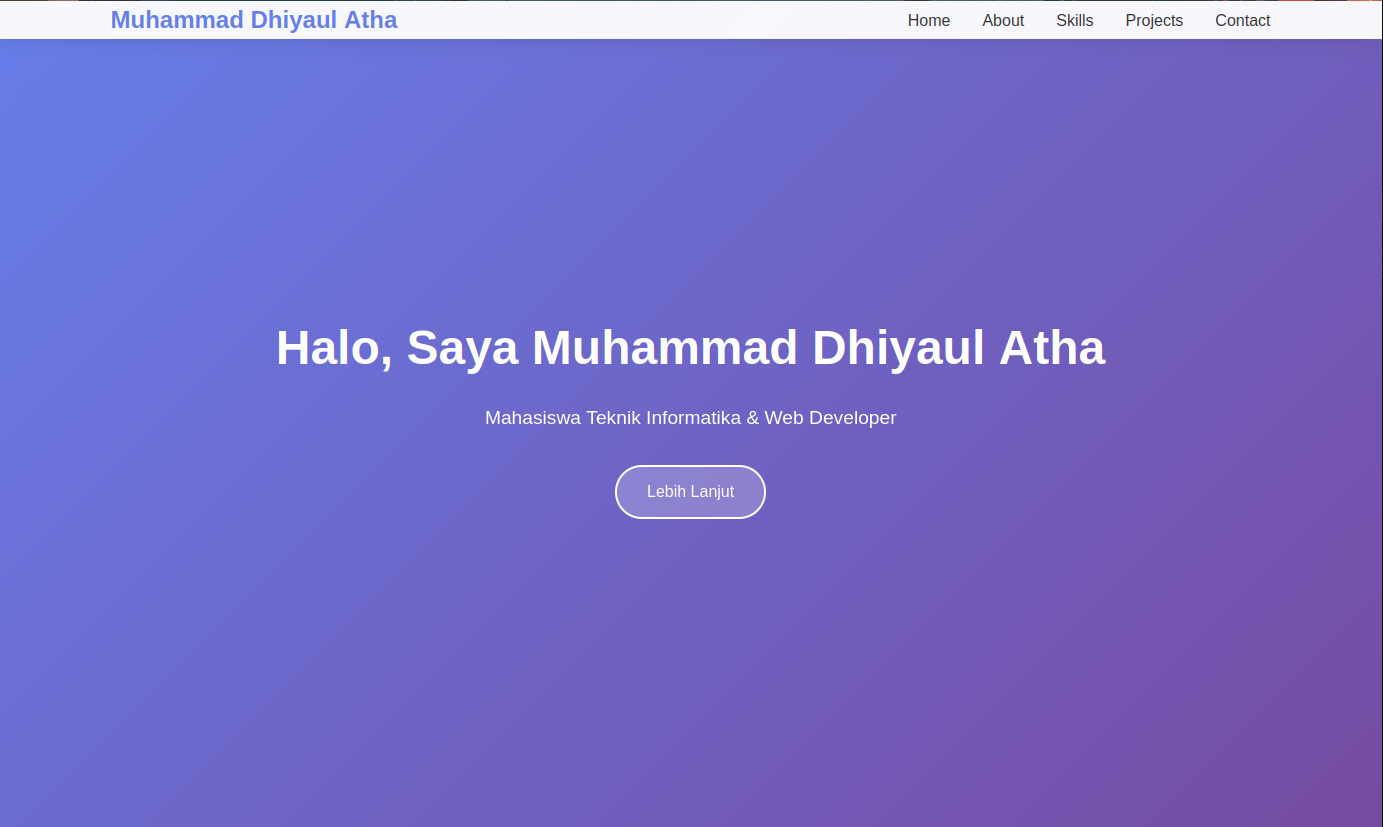 Muhammad Dhiyaul Atha
Home About Skills Projects Contact
Halo, Saya Muhammad Dhiyaul Atha
Mahasiswa Teknik Informatika & Web Developer
Lebih Lanjut